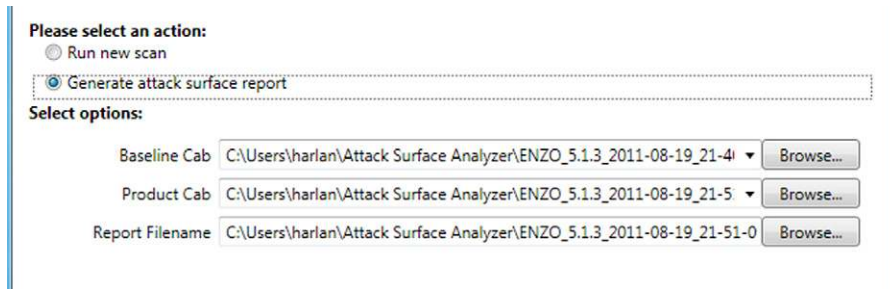 Please select an action:
Run new scan
Generate attack surface report
Select options:
Baseline Cab C:\Users\harlan\Attack Surface Analyzer\ENZO_5.1.3_2011-08-19_21-4 Browse...
Product Cab C:\Users\harlan\Attack Surface Analyzer\ENZO_5.1.3_2011-08-19_21-5 Browse...
Report Filename C:\Users\harlan\Attack Surface Analyzer\ENZO_5.1.3_2011-08-19_21-51-0 Browse...